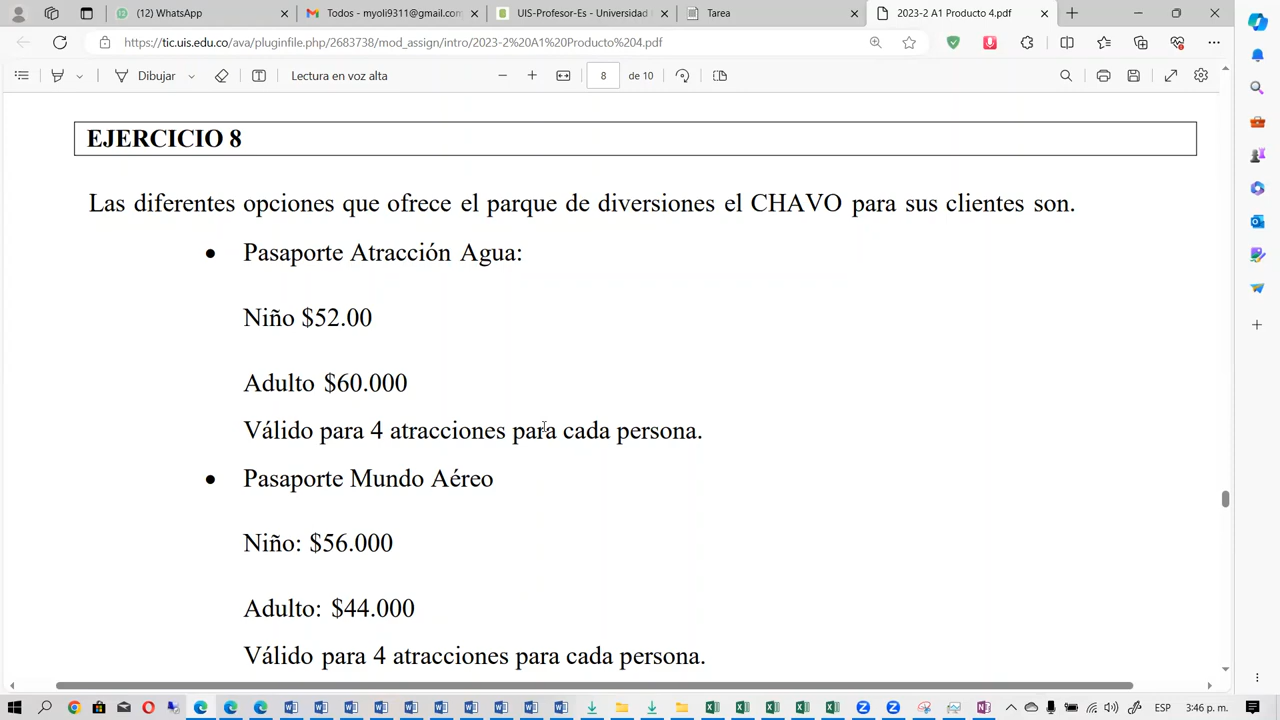 (12) WhatsApp
Todos - myoli9311@gmail.com
UIS-Profesor-Es - Universidad
Tarea
2023-2 A1 Producto 4.pdf
https://tic.uis.edu.co/ava/pluginfile.php/2683738/mod_assign/intro/2023-2%20A1%20Producto%204.pdf
Dibujar
Lectura en voz alta
8 de 10
EJERCICIO 8
Las diferentes opciones que ofrece el parque de diversiones el CHAVO para sus clientes son.
• Pasaporte Atracción Agua:
Niño $52.00
Adulto $60.000
Válido para 4 atracciones para cada persona.
• Pasaporte Mundo Aéreo
Niño: $56.000
Adulto: $44.000
Válido para 4 atracciones para cada persona.
ESP
3:46 p. m.